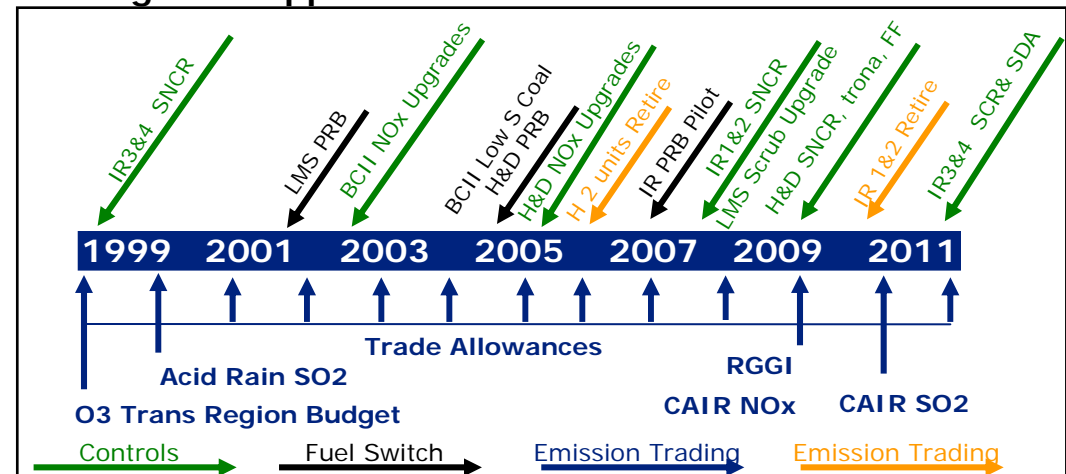 IR3&4 SNCR
LMS PRB
BCII NOx Upgrades
BCII Low S Coal
H&D PRB
H&D NOx Upgrades
H 2 units Retire
IR PRB Pilot
IR1&2 SNCR
LMS Scrub Upgrade
H&D SNCR, trona, FF
IR 1&2 Retire
IR3&4 SCR& SDA
1999 2001 2003 2005 2007 2009 2011
Trade Allowances
Acid Rain SO2
O3 Trans Region Budget
RGGI
CAIR NOx
CAIR SO2
Controls
Fuel Switch
Emission Trading
Emission Trading